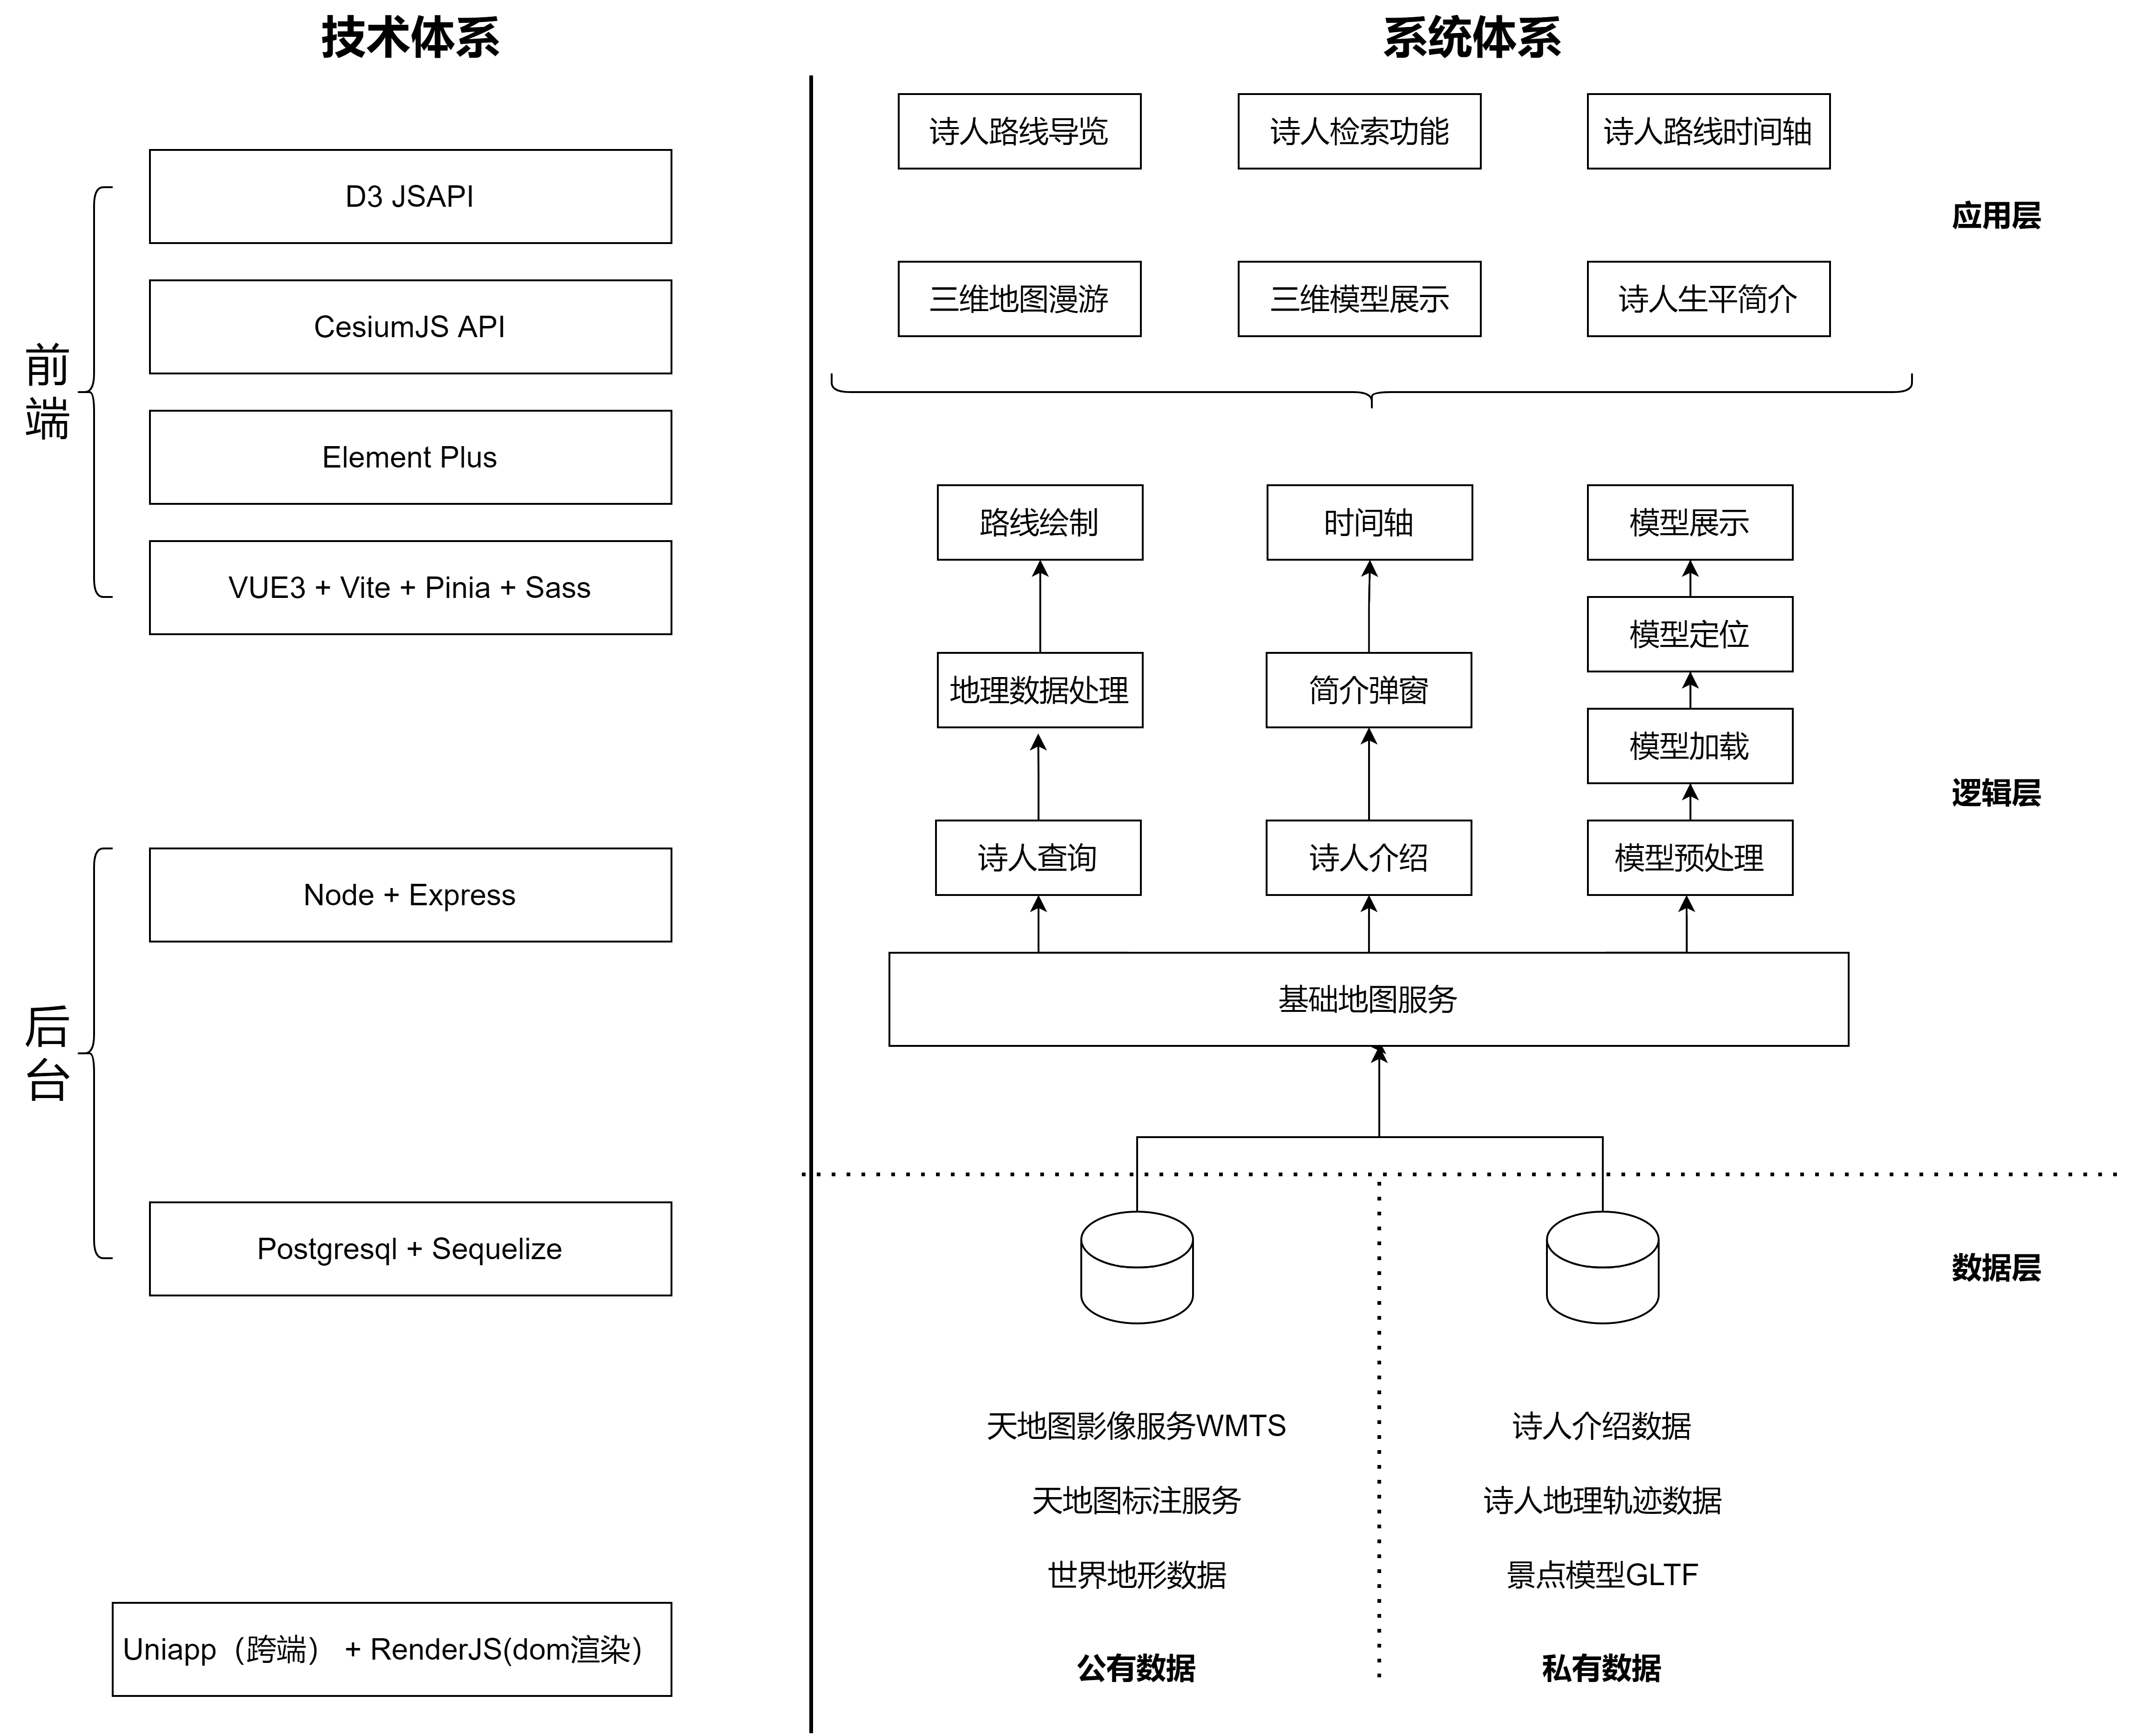 技术体系
D3 JSAPI
CesiumJS API
Element Plus
VUE3 + Vite + Pinia + Sass
前
端
Node + Express
Postgresql + Sequelize
后
台
Uniapp（跨端） + RenderJS(dom渲染）
系统体系
诗人路线导览
诗人检索功能
诗人路线时间轴
三维地图漫游
三维模型展示
诗人生平简介
应用层
路线绘制
时间轴
模型展示
模型定位
地理数据处理
简介弹窗
模型加载
诗人查询
诗人介绍
模型预处理
基础地图服务
逻辑层
数据层
天地图影像服务WMTS
天地图标注服务
世界地形数据
公有数据
诗人介绍数据
诗人地理轨迹数据
景点模型GLTF
私有数据